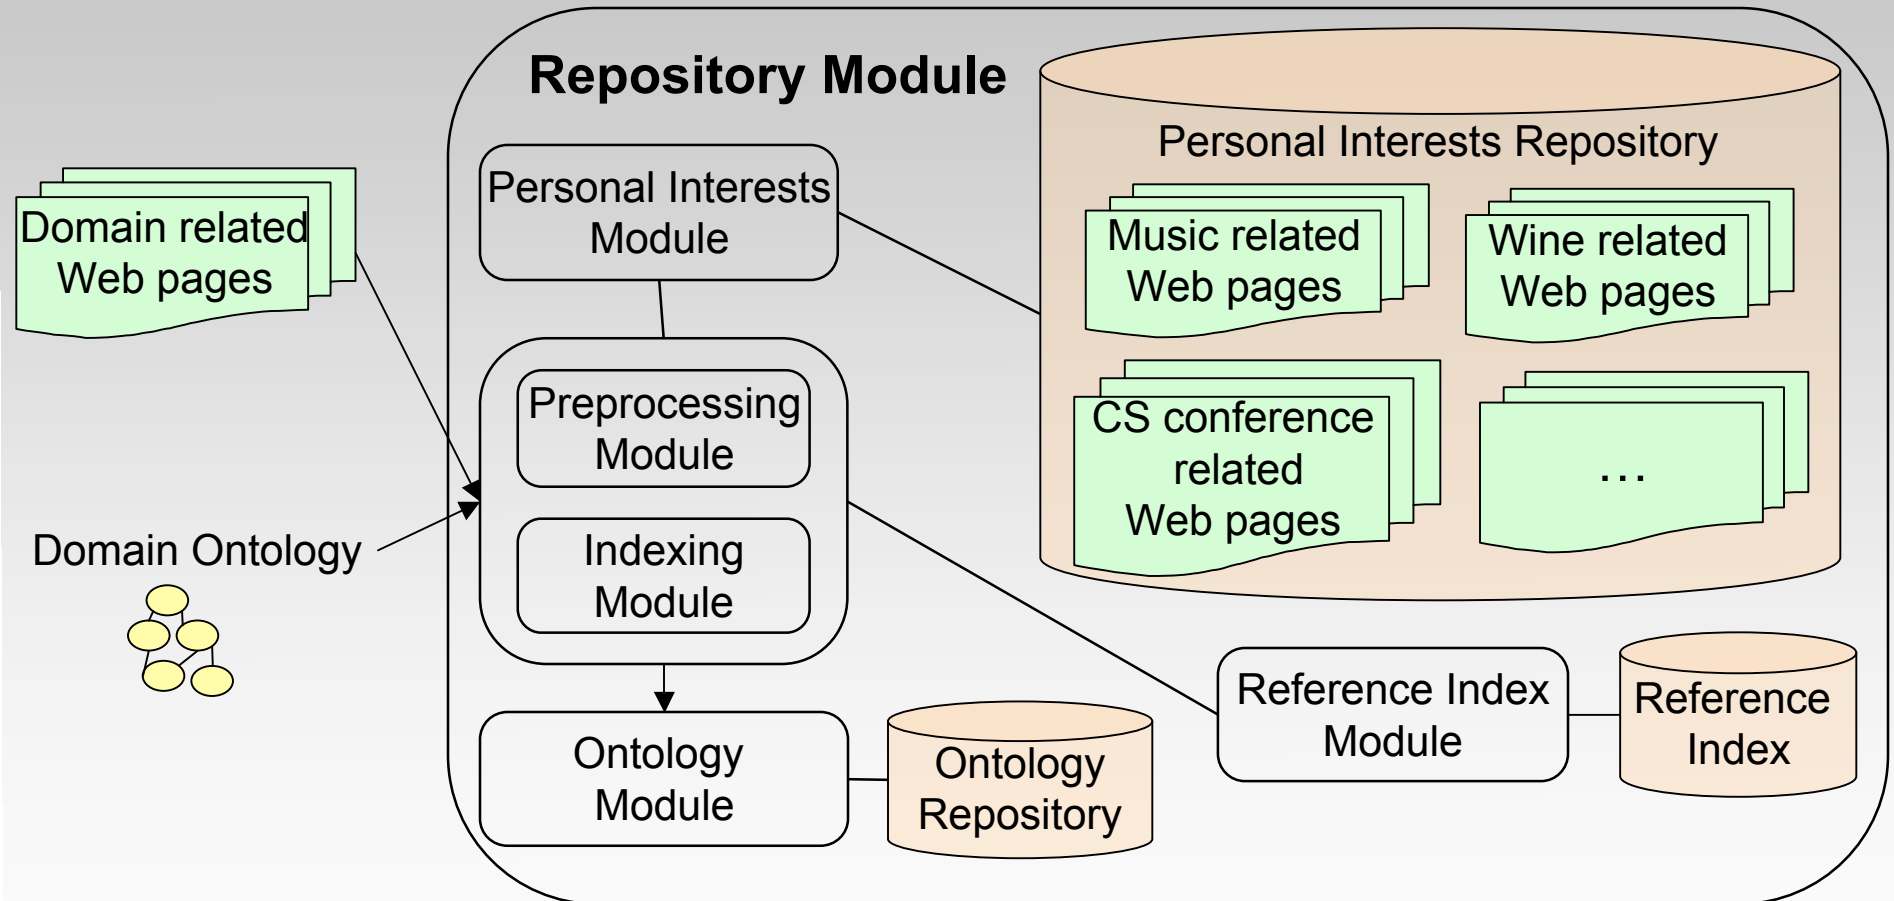 Repository Module
Personal Interests Repository
Personal Interests
Module
Domain related
Web pages
Music related
Web pages
Wine related
Web pages
Preprocessing
Module
CS conference
related
Web pages
...
Domain Ontology
Indexing
Module
Reference Index
Module
Reference
Index
Ontology
Module
Ontology
Repository